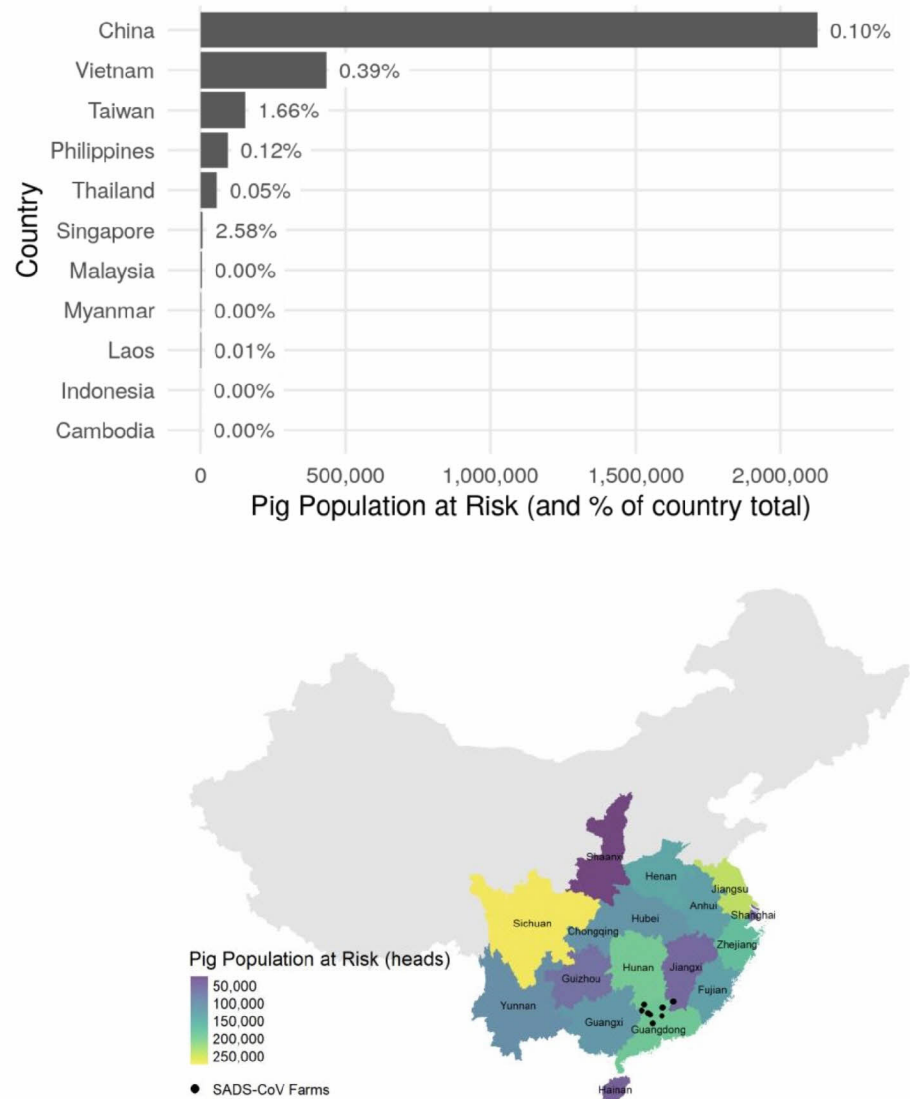 China 0.10%
Vietnam 0.39%
Taiwan 1.66%
Philippines 0.12%
Thailand 0.05%
Singapore 2.58%
Malaysia 0.00%
Myanmar 0.00%
Laos 0.01%
Indonesia 0.00%
Cambodia 0.00%
Country
0 500,000 1,000,000 1,500,000 2,000,000
Pig Population at Risk (and % of country total)
Shaanxi
Henan
Jiangsu
Anhui
Shanghai
Hubei
Sichuan
Chongqing
Zhejiang
Hunan
Jiangxi
Guizhou
Fujian
Yunnan
Guangxi
Guangdong
Hainan
Pig Population at Risk (heads)
50,000
100,000
150,000
200,000
250,000
SADS-CoV Farms